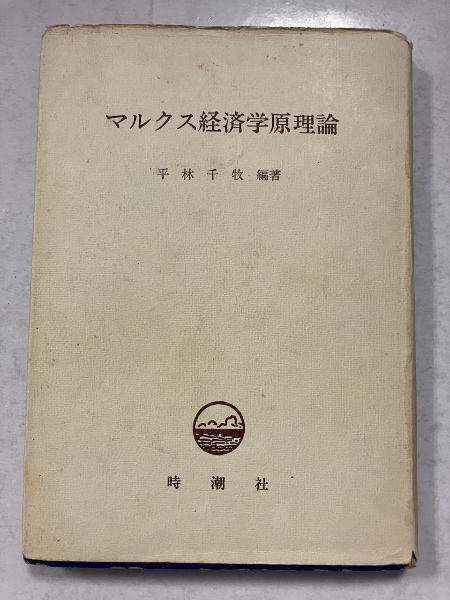 マルクス経済学原理論
平林千牧 編著
時潮社